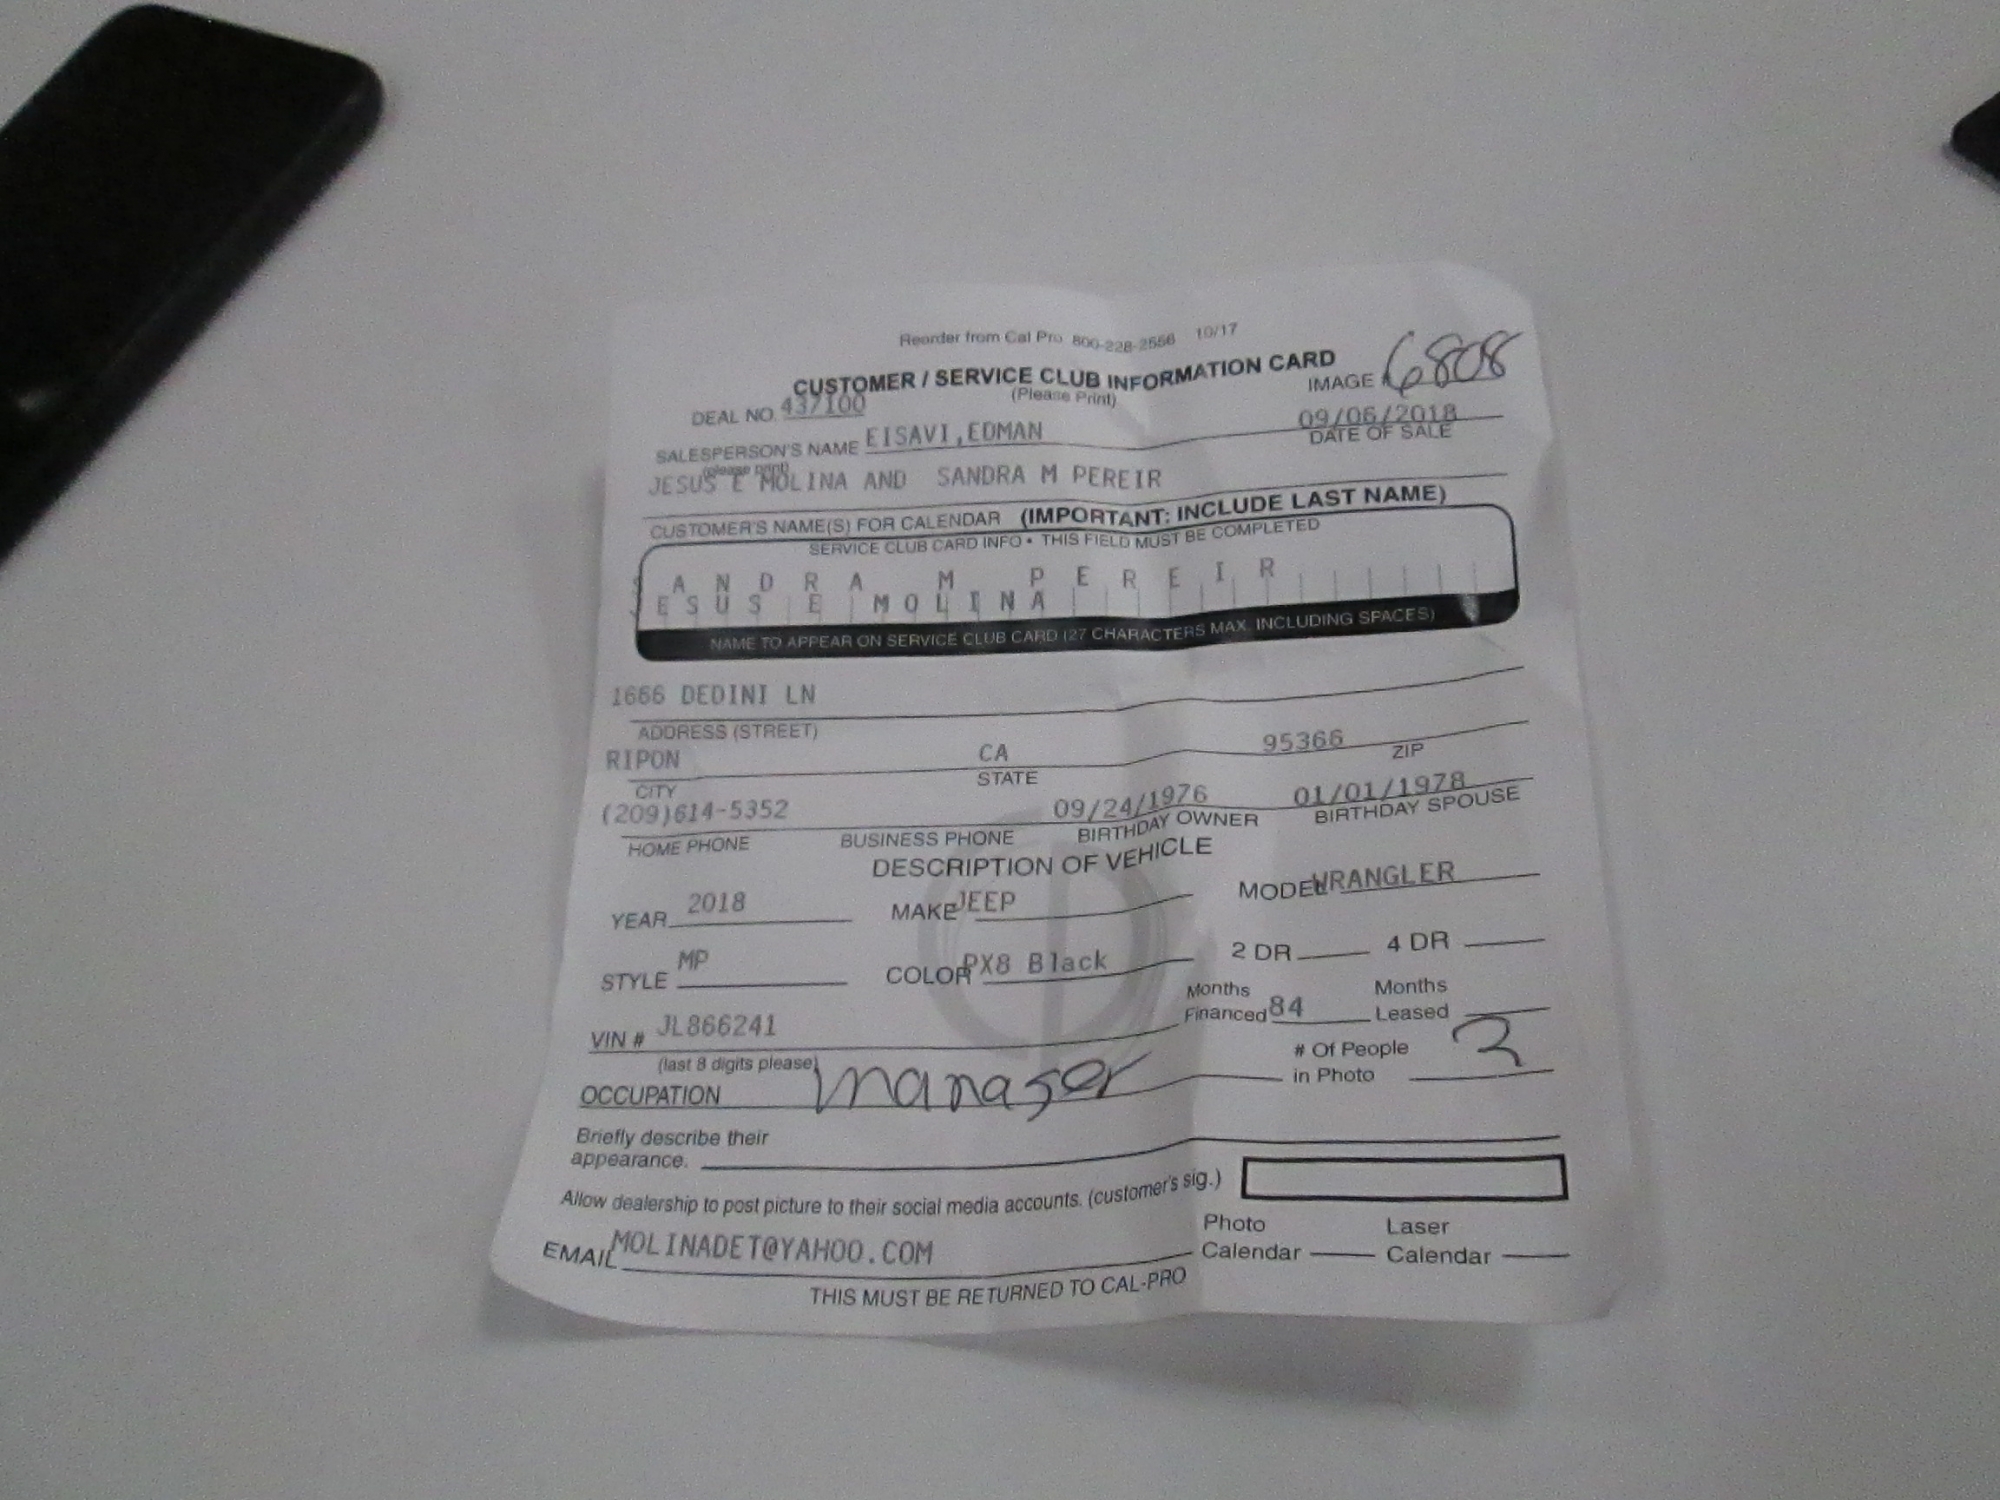 Reorder from Cal Pro 800-228-2556 10/17
CUSTOMER / SERVICE CLUB INFORMATION CARD
(Please Print)
IMAGE # 6808
DEAL NO. 437100
09/06/2018
DATE OF SALE
SALESPERSON'S NAME EISAVI,EDMAN
(please print)
JESUS E MOLINA AND SANDRA M PEREIR
CUSTOMER'S NAME(S) FOR CALENDAR (IMPORTANT: INCLUDE LAST NAME)
SERVICE CLUB CARD INFO • THIS FIELD MUST BE COMPLETED
SANDRA M PEREIR
JESUS E MOLINA
NAME TO APPEAR ON SERVICE CLUB CARD (27 CHARACTERS MAX. INCLUDING SPACES)
1666 DEDINI LN
ADDRESS (STREET)
RIPON CA 95366
CITY STATE ZIP
(209)614-5352 09/24/1976 01/01/1978
HOME PHONE BUSINESS PHONE BIRTHDAY OWNER BIRTHDAY SPOUSE
DESCRIPTION OF VEHICLE
YEAR 2018 MAKE JEEP MODEL WRANGLER
STYLE MP COLOR PX8 Black 2 DR 4 DR
VIN # JL866241 Months Financed 84 Months Leased
(last 8 digits please)
OCCUPATION manager # Of People in Photo 2
Briefly describe their
appearance.
Allow dealership to post picture to their social media accounts. (customer's sig.)
EMAIL MOLINADET@YAHOO.COM Photo Calendar Laser Calendar
THIS MUST BE RETURNED TO CAL-PRO